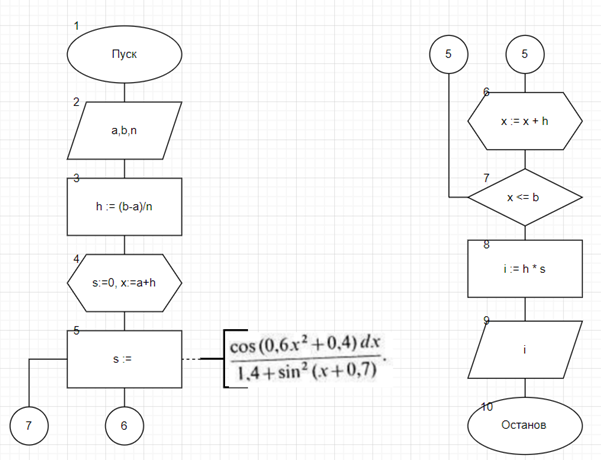 1
Пуск
2
a,b,n
3
h := (b-a)/n
4
s:=0, x:=a+h
5
s :=
cos (0,6x² + 0,4) dx
1,4 + sin² (x + 0,7) .
7
6
5
5
6
x := x + h
7
x <= b
8
i := h * s
9
i
10
Останов